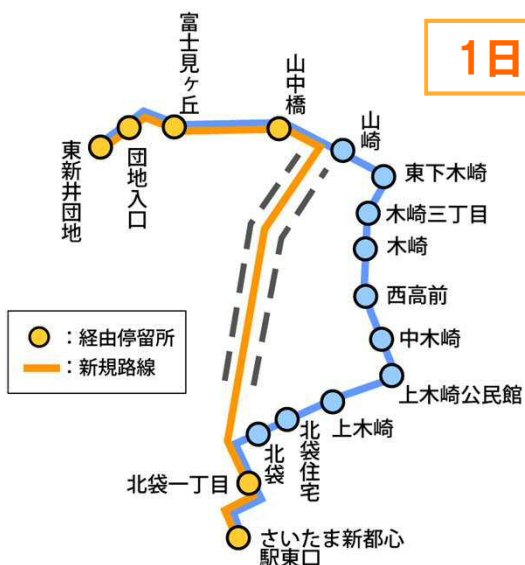 1日
富士見ヶ丘
山中橋
山崎
東下木崎
団地入口
東新井団地
木崎三丁目
木崎
西高前
中木崎
上木崎公民館
上木崎
北袋住宅
北袋
北袋一丁目
さいたま新都心
駅東口
：経由停留所
：新規路線